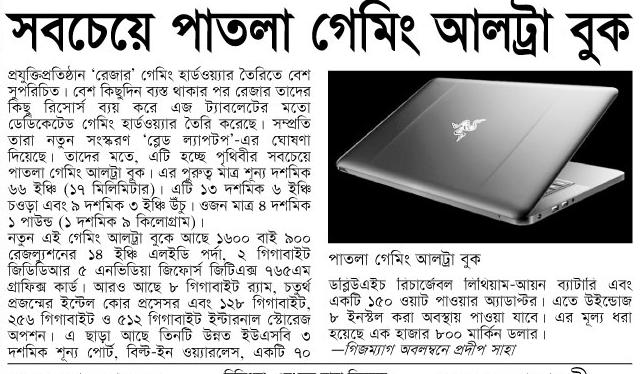 সবচেয়ে পাতলা গেমিং আলট্রা বুক
প্রযুক্তিপ্রতিষ্ঠান ‘রেজার’ গেমিং হার্ডওয়্যার তৈরিতে বেশ
সুপরিচিত। বেশ কিছুদিন ব্যস্ত থাকার পর রেজার তাদের
কিছু রিসোর্স ব্যয় করে এজ ট্যাবলেটের মতো
ডেডিকেটেড গেমিং হার্ডওয়্যার তৈরি করেছে। সম্প্রতি
তারা নতুন সংস্করণ ‘ব্লেড ল্যাপটপ’-এর ঘোষণা
দিয়েছে। তাদের মতে, এটি হচ্ছে পৃথিবীর সবচেয়ে
পাতলা গেমিং আলট্রা বুক। এর পুরুত্ব মাত্র শূন্য দশমিক
৬৬ ইঞ্চি (১৭ মিলিমিটার)। এটি ১৩ দশমিক ৬ ইঞ্চি
চওড়া এবং ৯ দশমিক ৩ ইঞ্চি উঁচু। ওজন মাত্র ৪ দশমিক
১ পাউন্ড (১ দশমিক ৯ কিলোগ্রাম)।
নতুন এই গেমিং আলট্রা বুকে আছে ১৬০০ বাই ৯০০
রেজল্যুশনের ১৪ ইঞ্চি এলইডি পর্দা, ২ গিগাবাইট
জিডিডিআর ৫ এনভিডিয়া জিফোর্স জিটিএক্স ৭৬৫এম
গ্রাফিক্স কার্ড। আরও আছে ৮ গিগাবাইট র‌্যাম, চতুর্থ
প্রজন্মের ইন্টেল কোর প্রসেসর এবং ১২৮ গিগাবাইট,
২৫৬ গিগাবাইট ও ৫১২ গিগাবাইট ইন্টারনাল স্টোরেজ
অপশন। এ ছাড়া আছে তিনটি উন্নত ইউএসবি ৩
দশমিক শূন্য পোর্ট, বিল্ট-ইন ওয়্যারলেস, একটি ৭০
পাতলা গেমিং আলট্রা বুক
ডব্লিউএইচ রিচার্জেবল লিথিয়াম-আয়ন ব্যাটারি এবং
একটি ১৫০ ওয়াট পাওয়ার অ্যাডাপ্টর। এতে উইন্ডোজ
৮ ইনস্টল করা অবস্থায় পাওয়া যাবে। এর মূল্য ধরা
হয়েছে এক হাজার ৮০০ মার্কিন ডলার।
—গিজম্যাগ অবলম্বনে প্রদীপ সাহা